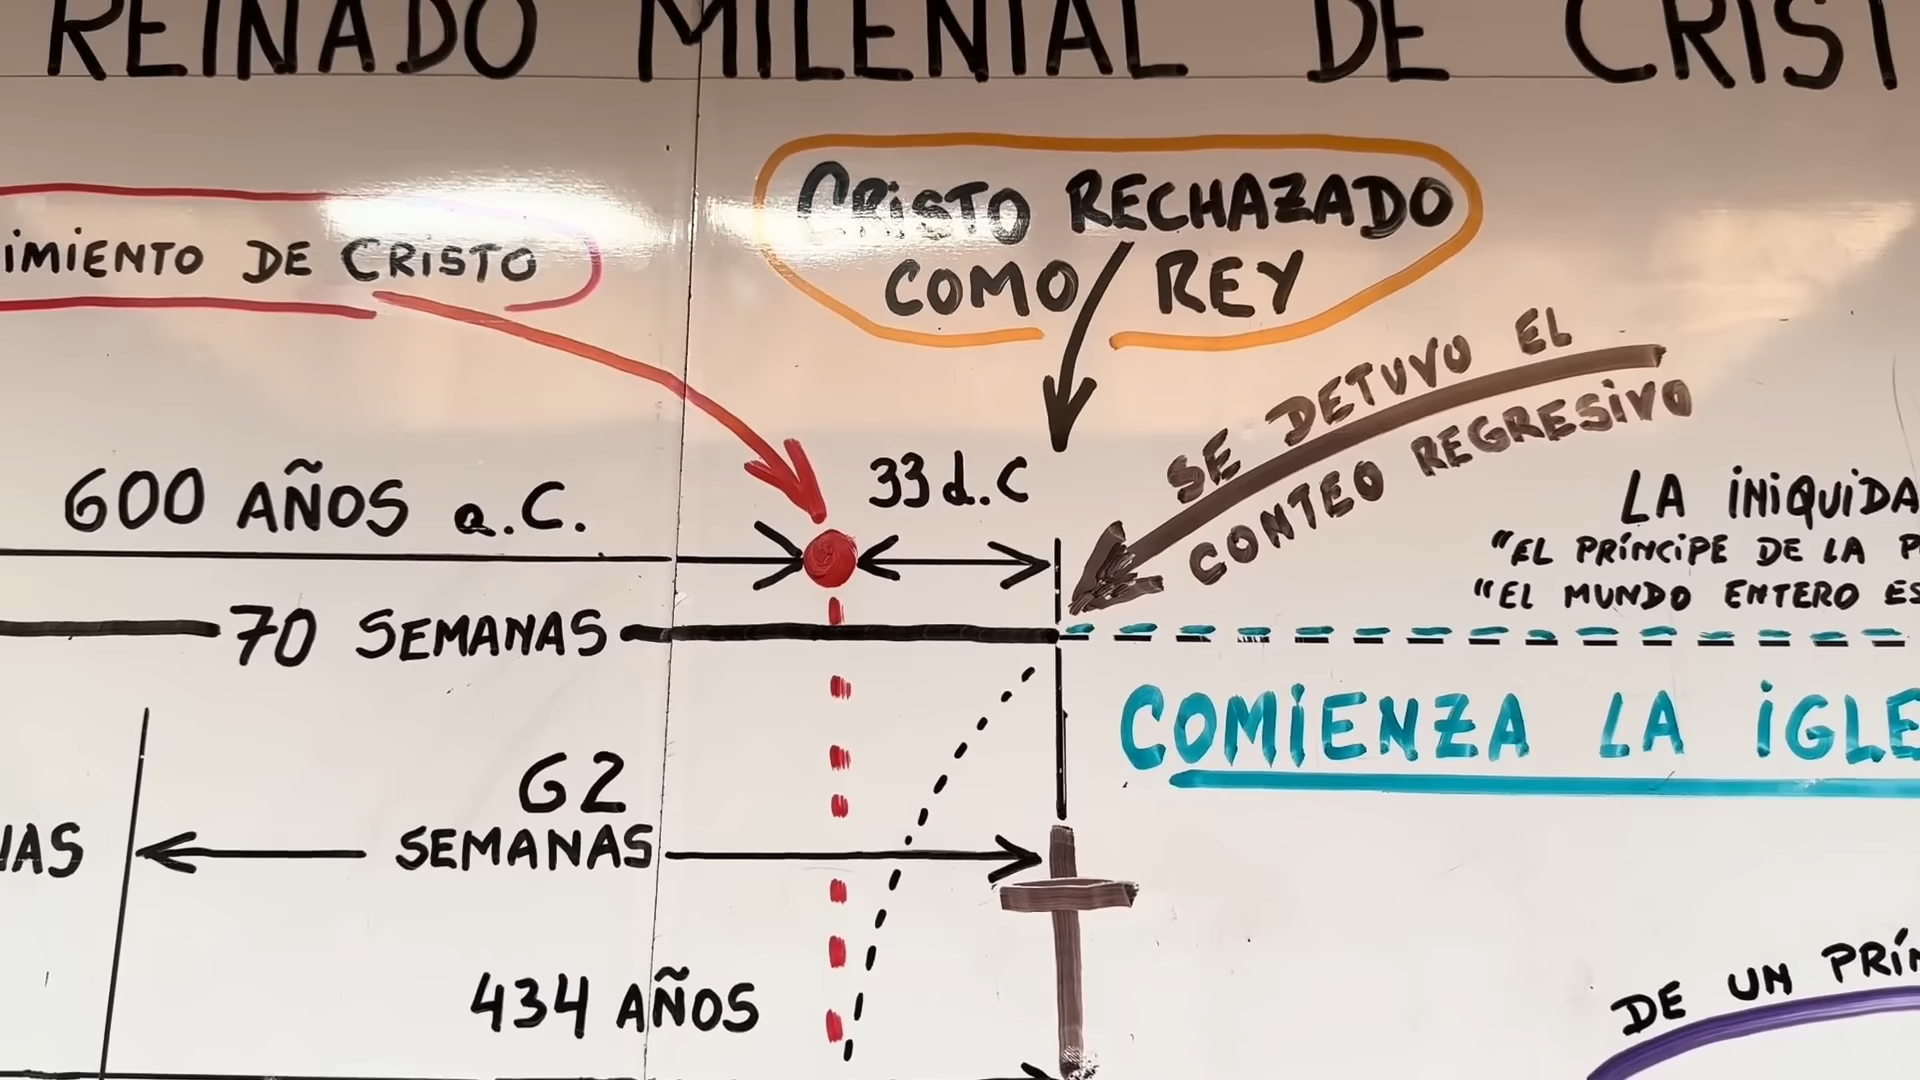 REINADO MILENIAL DE CRIST
IMIENTO DE CRISTO
CRISTO RECHAZADO
COMO REY
SE DETUVO EL
CONTEO REGRESIVO
600 AÑOS a.C.
33 d.C
LA INIQUIDA
"EL PRÍNCIPE DE LA P
"EL MUNDO ENTERO ES
70 SEMANAS
COMIENZA LA IGLE
62
SEMANAS
NAS
434 AÑOS
DE UN PRÍN